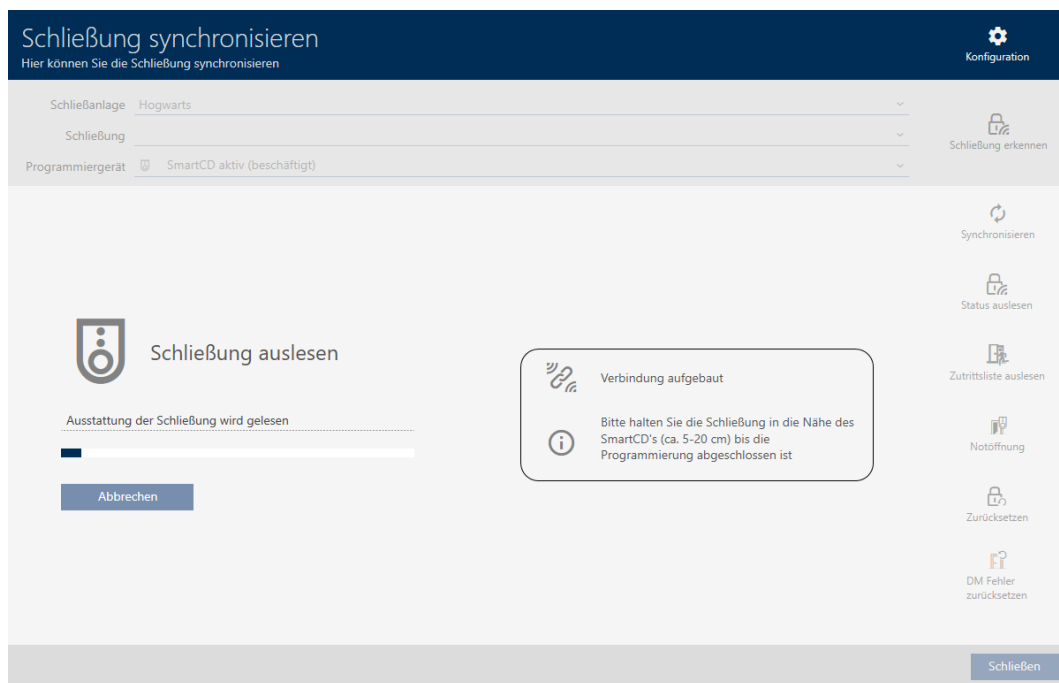 Schließung synchronisieren
Hier können Sie die Schließung synchronisieren
Konfiguration
Schließanlage Hogwarts
Schließung
Programmiergerät SmartCD aktiv (beschäftigt)
Schließung erkennen
Synchronisieren
Status auslesen
Zutrittsliste auslesen
Notöffnung
Zurücksetzen
DM Fehler
zurücksetzen
Schließung auslesen
Ausstattung der Schließung wird gelesen
Abbrechen
Verbindung aufgebaut
Bitte halten Sie die Schließung in die Nähe des
SmartCD's (ca. 5-20 cm) bis die
Programmierung abgeschlossen ist
Schließen